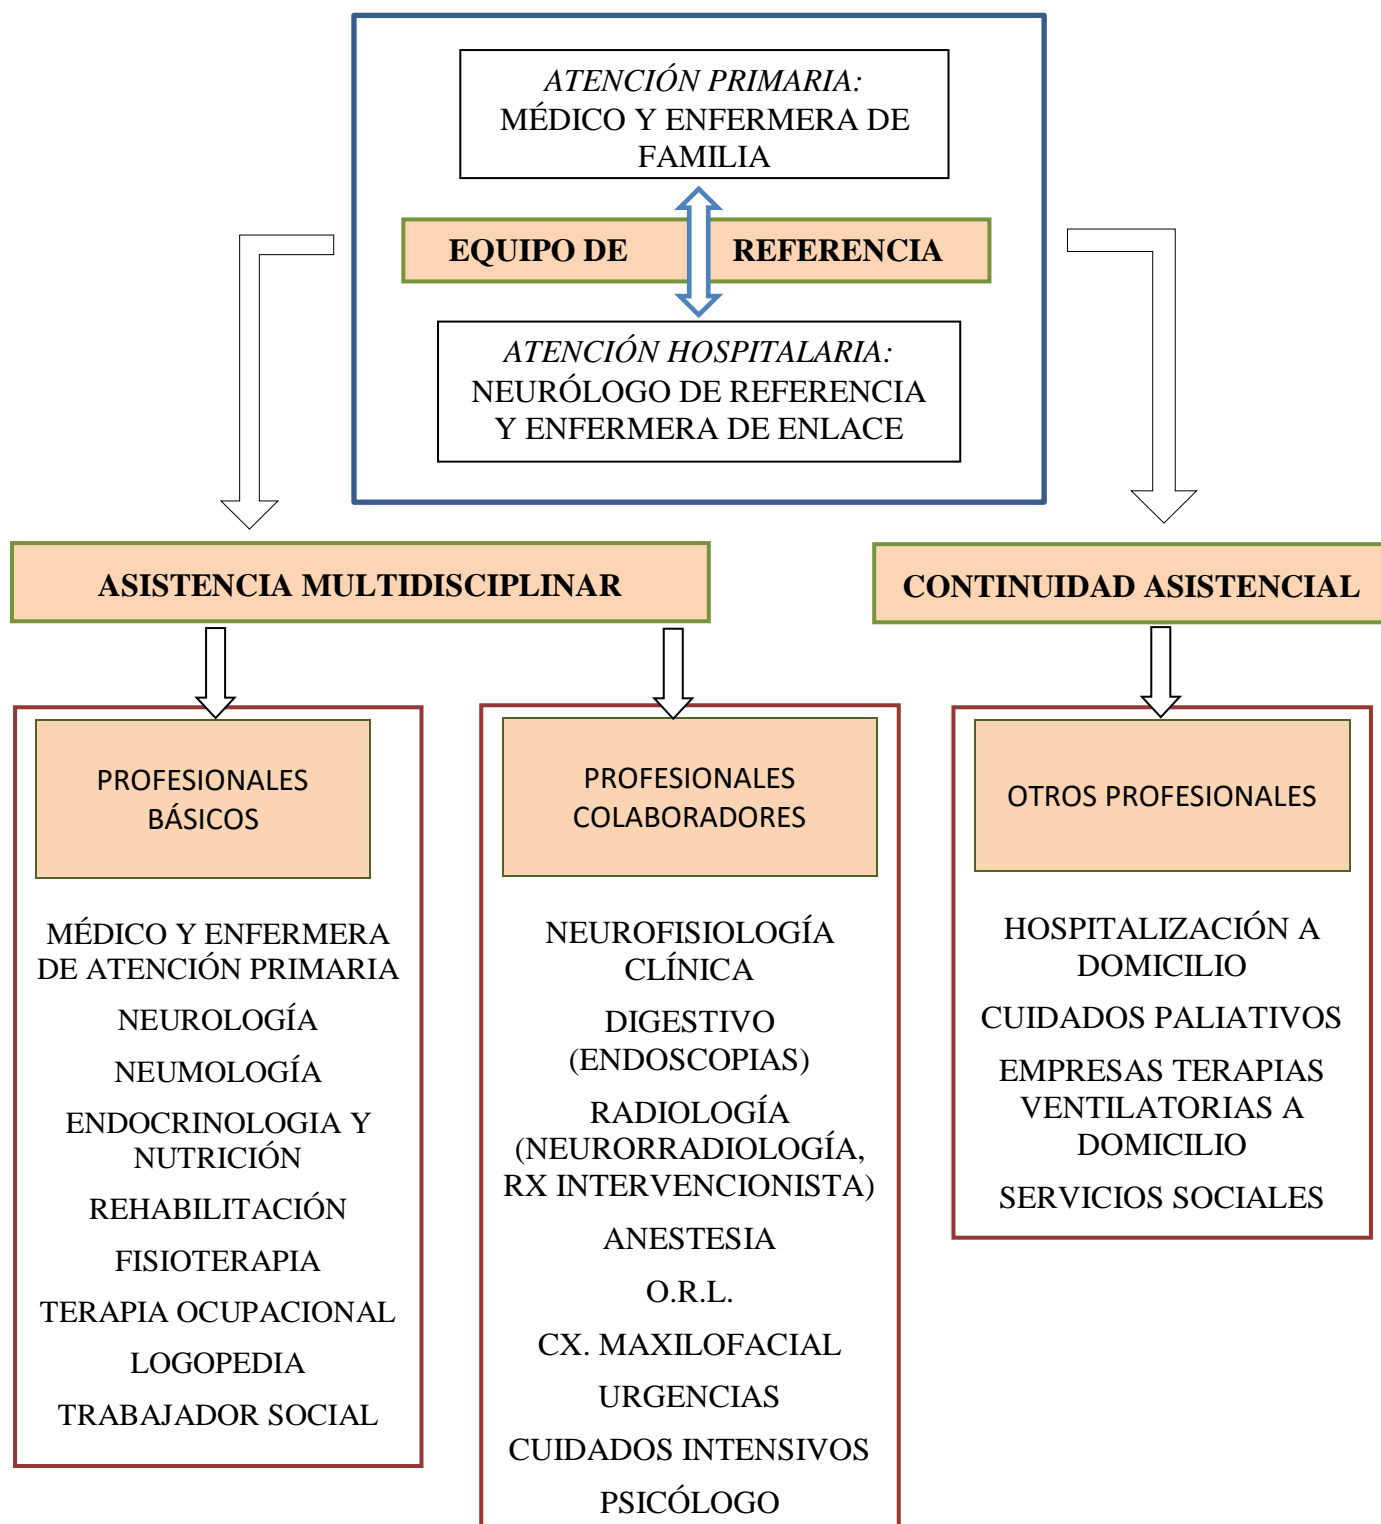 ATENCIÓN PRIMARIA:
MÉDICO Y ENFERMERA DE
FAMILIA
EQUIPO DE REFERENCIA
ATENCIÓN HOSPITALARIA:
NEURÓLOGO DE REFERENCIA
Y ENFERMERA DE ENLACE
ASISTENCIA MULTIDISCIPLINAR
CONTINUIDAD ASISTENCIAL
PROFESIONALES
BÁSICOS
MÉDICO Y ENFERMERA
DE ATENCIÓN PRIMARIA
NEUROLOGÍA
NEUMOLOGÍA
ENDOCRINOLOGIA Y
NUTRICIÓN
REHABILITACIÓN
FISIOTERAPIA
TERAPIA OCUPACIONAL
LOGOPEDIA
TRABAJADOR SOCIAL
PROFESIONALES
COLABORADORES
NEUROFISIOLOGÍA
CLÍNICA
DIGESTIVO
(ENDOSCOPIAS)
RADIOLOGÍA
(NEURORRADIOLOGÍA,
RX INTERVENCIONISTA)
ANESTESIA
O.R.L.
CX. MAXILOFACIAL
URGENCIAS
CUIDADOS INTENSIVOS
PSICÓLOGO
OTROS PROFESIONALES
HOSPITALIZACIÓN A
DOMICILIO
CUIDADOS PALIATIVOS
EMPRESAS TERAPIAS
VENTILATORIAS A
DOMICILIO
SERVICIOS SOCIALES